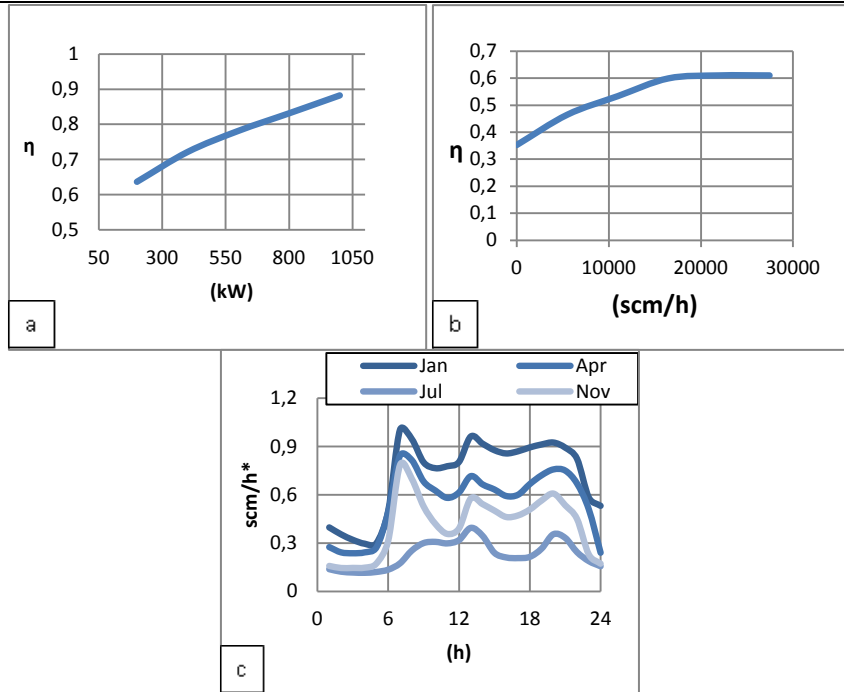 1
0,9
0,8
η
0,7
0,6
0,5
50 300 550 800 1050
(kW)
a
0,7
0,6
0,5
0,4
η
0,3
0,2
0,1
0
0 10000 20000 30000
(scm/h)
b
Jan Apr
Jul Nov
1,2
0,9
scm/h*
0,6
0,3
0
0 6 12 18 24
(h)
c